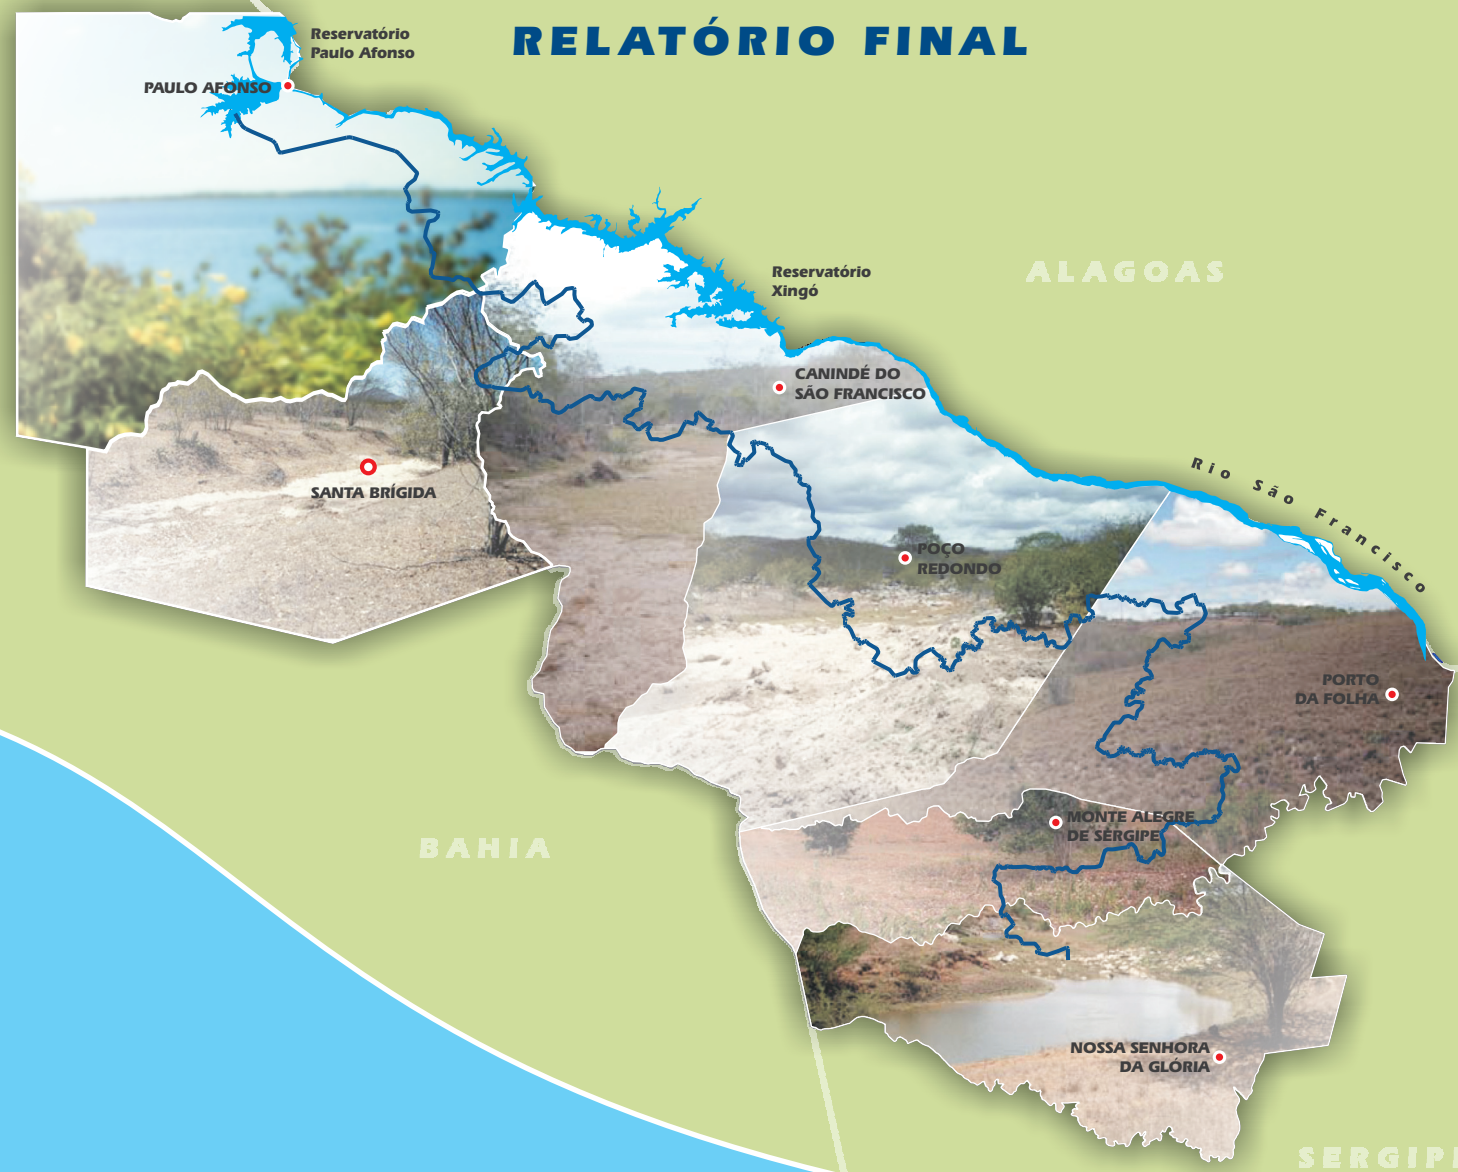 RELATÓRIO FINAL
Reservatório
Paulo Afonso
PAULO AFONSO
ALAGOAS
Reservatório
Xingó
CANINDÉ DO
SÃO FRANCISCO
Rio São Francisco
SANTA BRÍGIDA
POÇO
REDONDO
PORTO
DA FOLHA
MONTE ALEGRE
DE SERGIPE
BAHIA
NOSSA SENHORA
DA GLÓRIA
SERGIPE